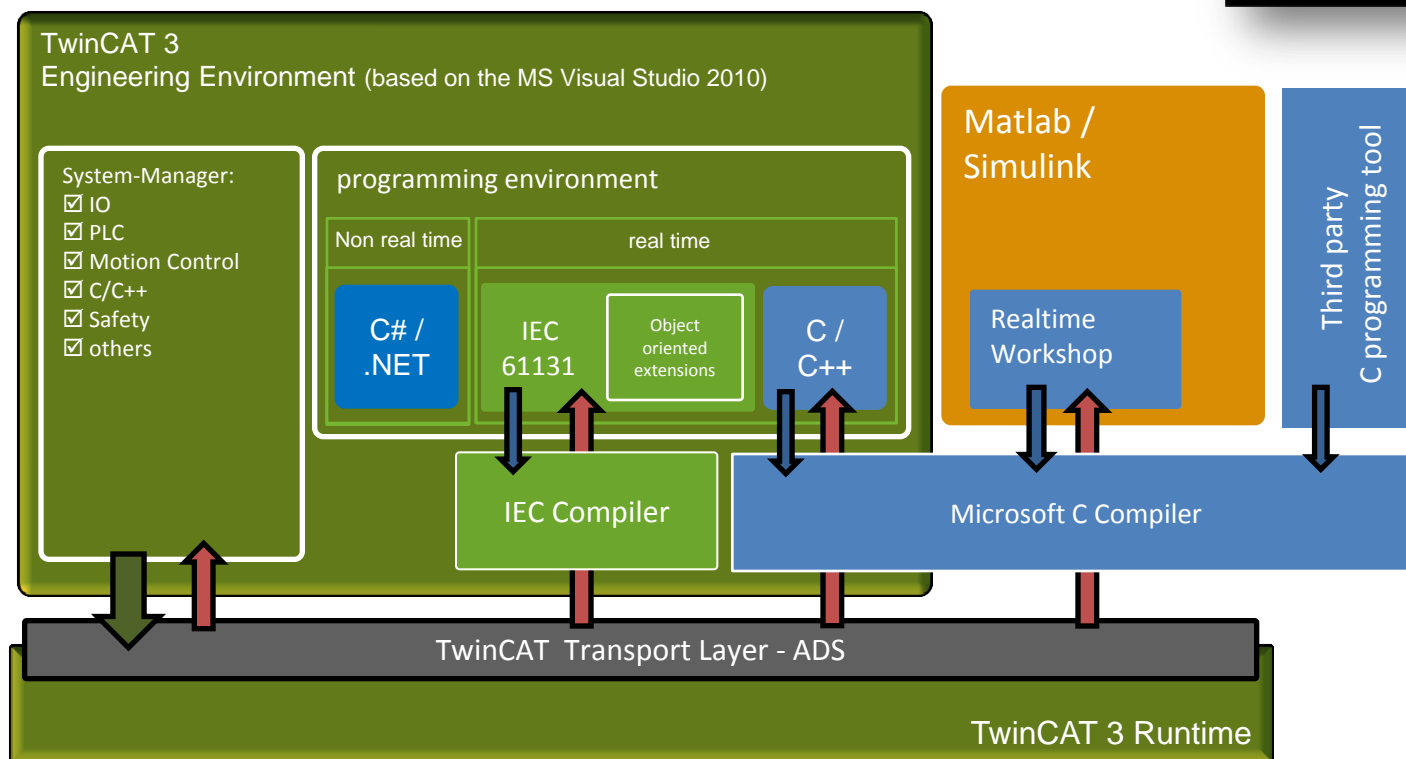 TwinCAT 3
Engineering Environment (based on the MS Visual Studio 2010)
System-Manager:
☑ IO
☑ PLC
☑ Motion Control
☑ C/C++
☑ Safety
☑ others
programming environment
Non real time
real time
C# /
.NET
IEC
61131
Object
oriented
extensions
C /
C++
Matlab /
Simulink
Realtime
Workshop
Third party
C programming tool
IEC Compiler
Microsoft C Compiler
TwinCAT Transport Layer - ADS
TwinCAT 3 Runtime